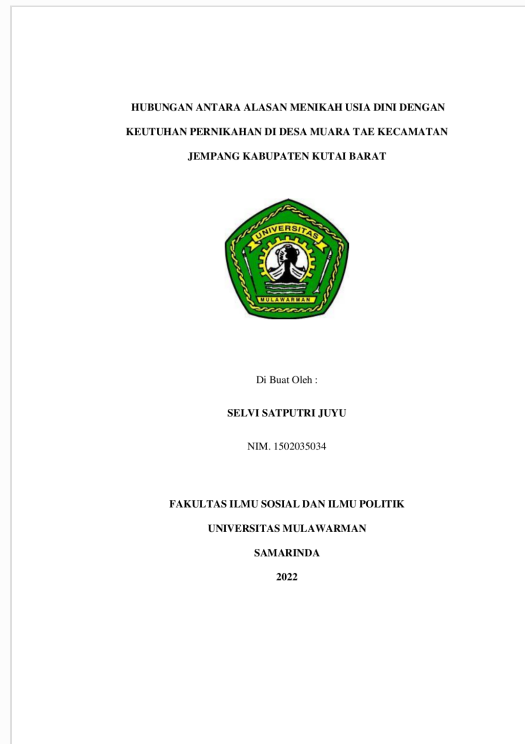 HUBUNGAN ANTARA ALASAN MENIKAH USIA DINI DENGAN
KEUTUHAN PERNIKAHAN DI DESA MUARA TAE KECAMATAN
JEMPANG KABUPATEN KUTAI BARAT
UNIVERSITAS
MULAWARMAN
Di Buat Oleh :
SELVI SATPUTRI JUYU
NIM. 1502035034
FAKULTAS ILMU SOSIAL DAN ILMU POLITIK
UNIVERSITAS MULAWARMAN
SAMARINDA
2022